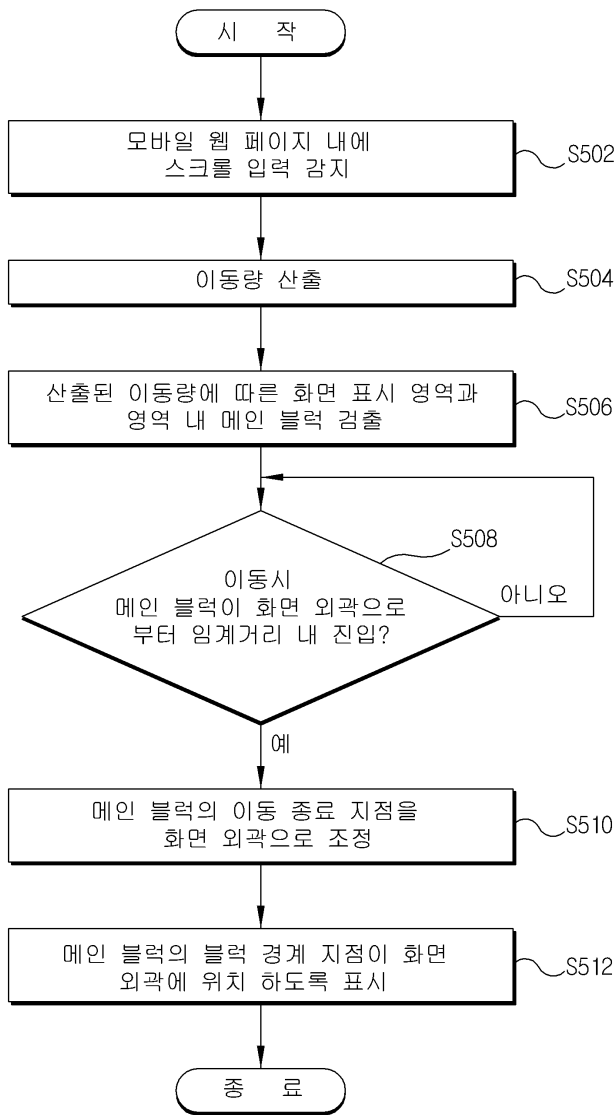 시 작
모바일 웹 페이지 내에
스크롤 입력 감지
S502
이동량 산출
S504
산출된 이동량에 따른 화면 표시 영역과
영역 내 메인 블럭 검출
S506
S508
이동시
메인 블럭이 화면 외곽으로
부터 임계거리 내 진입?
아니오
예
메인 블럭의 이동 종료 지점을
화면 외곽으로 조정
S510
메인 블럭의 블럭 경계 지점이 화면
외곽에 위치 하도록 표시
S512
종 료